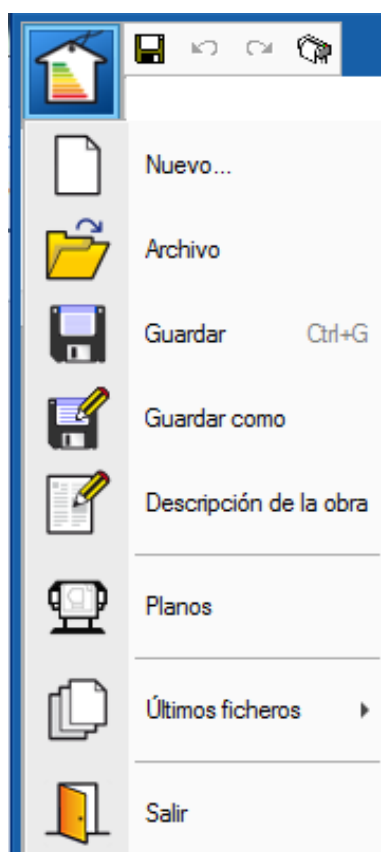 Nuevo...
Archivo
Guardar Ctrl+G
Guardar como
Descripción de la obra
Planos
Últimos ficheros
Salir